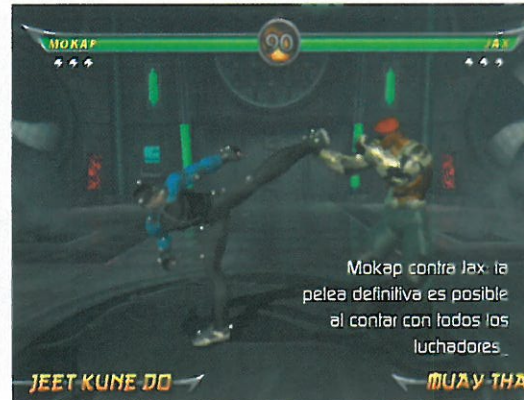 MOKAP
JAX
90
Mokap contra Jax: la
pelea definitiva es posible
al contar con todos los
luchadores_
JEET KUNE DO
MUAY THA